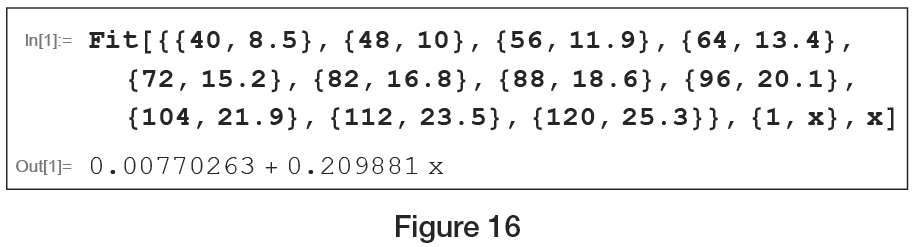 In[1]:= Fit[{{40, 8.5}, {48, 10}, {56, 11.9}, {64, 13.4},
{72, 15.2}, {82, 16.8}, {88, 18.6}, {96, 20.1},
{104, 21.9}, {112, 23.5}, {120, 25.3}}, {1, x}, x]
Out[1]= 0.00770263 + 0.209881 x
Figure 16